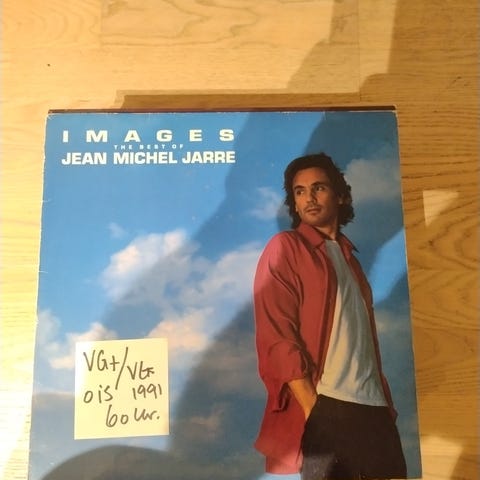 IMAGES
THE BEST OF
JEAN MICHEL JARRE
VG+/VG+
ois 1991
60 kr.